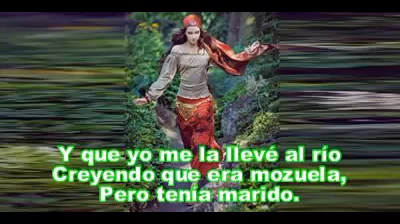 Y que yo me la llevé al río
Creyendo que era mozuela,
Pero tenía marido.